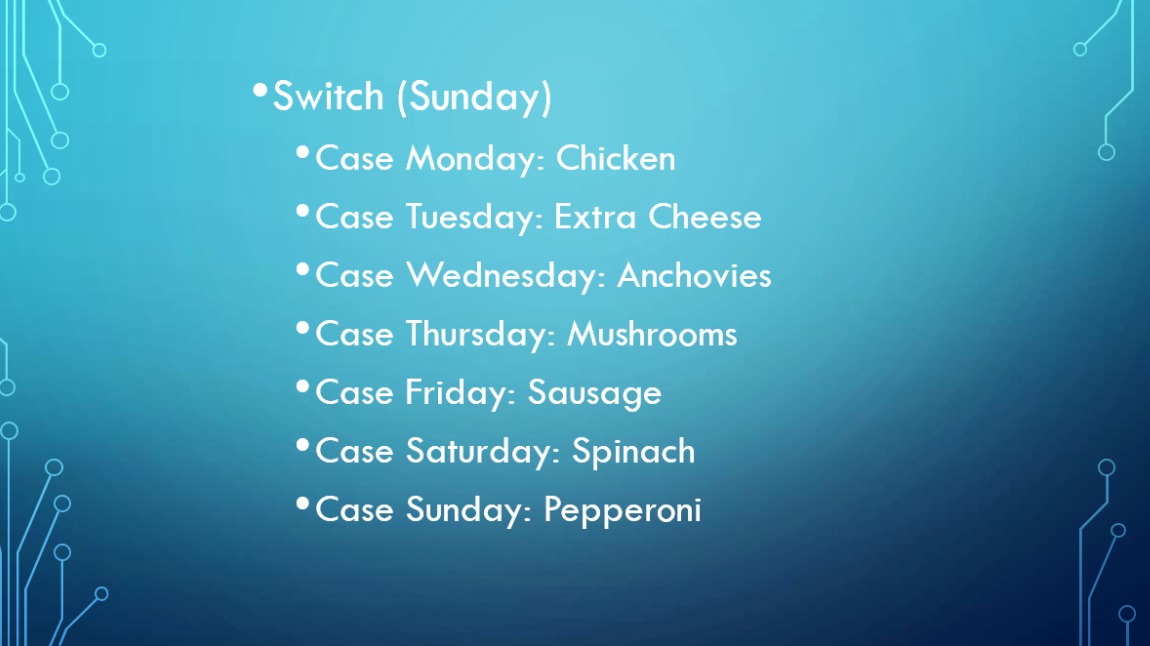 •Switch (Sunday)
•Case Monday: Chicken
•Case Tuesday: Extra Cheese
•Case Wednesday: Anchovies
•Case Thursday: Mushrooms
•Case Friday: Sausage
•Case Saturday: Spinach
•Case Sunday: Pepperoni